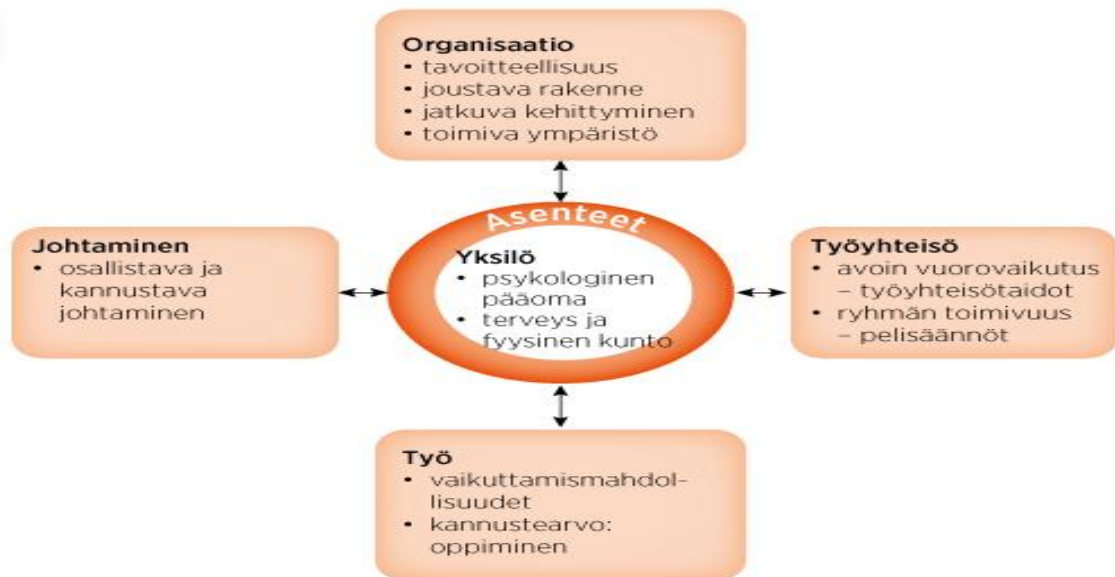 Organisaatio
• tavoitteellisuus
• joustava rakenne
• jatkuva kehittyminen
• toimiva ympäristö
Johtaminen
• osallistava ja
kannustava
johtaminen
Asenteet
Yksilö
• psykologinen
pääoma
• terveys ja
fyysinen kunto
Työyhteisö
• avoin vuorovaikutus
– työyhteisötaidot
• ryhmän toimivuus
– pelisäännöt
Työ
• vaikuttamismahdol-
lisuudet
• kannustearvo:
oppiminen